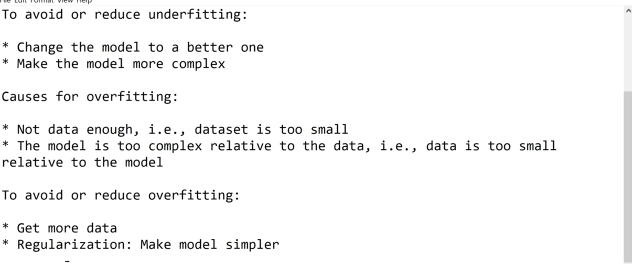 File Edit Format View Help
To avoid or reduce underfitting:
* Change the model to a better one
* Make the model more complex
Causes for overfitting:
* Not data enough, i.e., dataset is too small
* The model is too complex relative to the data, i.e., data is too small
relative to the model
To avoid or reduce overfitting:
* Get more data
* Regularization: Make model simpler